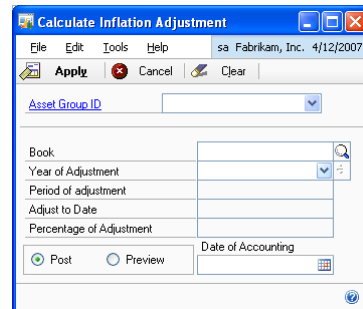 Calculate Inflation Adjustment
File Edit Tools Help sa Fabrikam, Inc. 4/12/2007
Apply Cancel Clear
Asset Group ID
Book
Year of Adjustment
Period of adjustment
Adjust to Date
Percentage of Adjustment
Date of Accounting
Post Preview